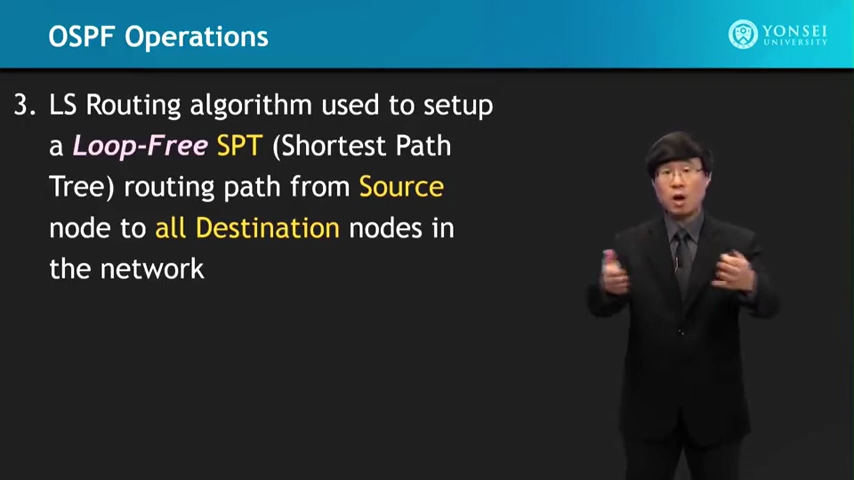 OSPF Operations
YONSEI
UNIVERSITY
3. LS Routing algorithm used to setup
a Loop-Free SPT (Shortest Path
Tree) routing path from Source
node to all Destination nodes in
the network